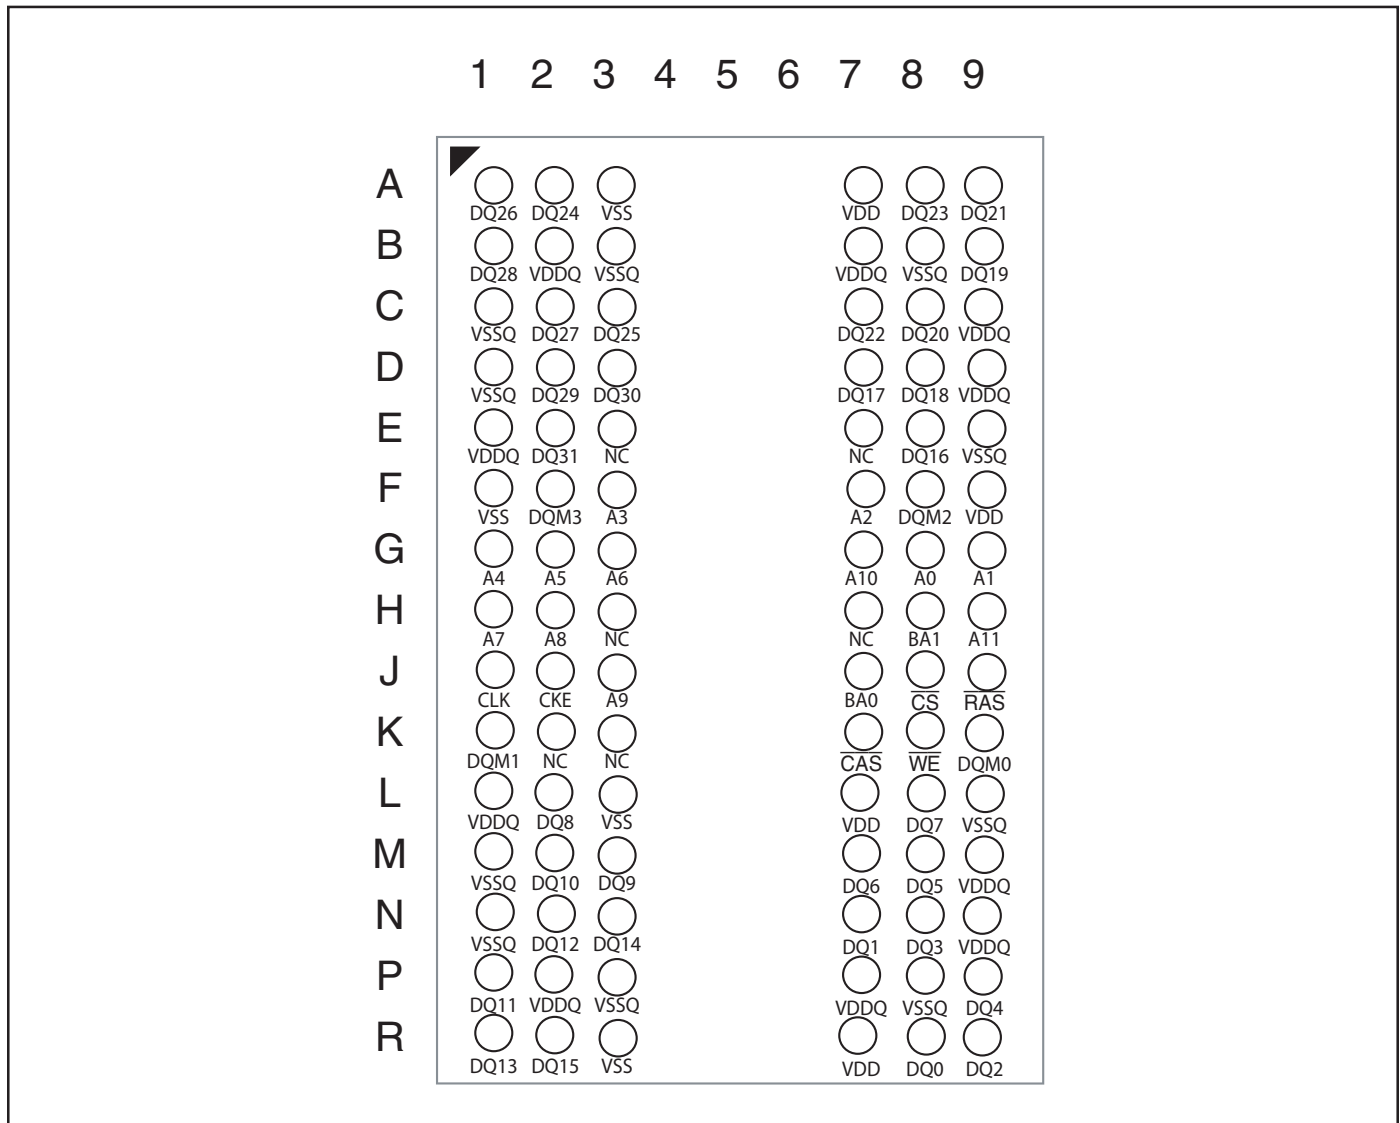 1 2 3 4 5 6 7 8 9
A
DQ26 DQ24 VSS VDD DQ23 DQ21
B
DQ28 VDDQ VSSQ VDDQ VSSQ DQ19
C
VSSQ DQ27 DQ25 DQ22 DQ20 VDDQ
D
VSSQ DQ29 DQ30 DQ17 DQ18 VDDQ
E
VDDQ DQ31 NC NC DQ16 VSSQ
F
VSS DQM3 A3 A2 DQM2 VDD
G
A4 A5 A6 A10 A0 A1
H
A7 A8 NC NC BA1 A11
J
CLK CKE A9 BA0 C̅S̅ R̅A̅S̅
K
DQM1 NC NC C̅A̅S̅ W̅E̅ DQM0
L
VDDQ DQ8 VSS VDD DQ7 VSSQ
M
VSSQ DQ10 DQ9 DQ6 DQ5 VDDQ
N
VSSQ DQ12 DQ14 DQ1 DQ3 VDDQ
P
DQ11 VDDQ VSSQ VDDQ VSSQ DQ4
R
DQ13 DQ15 VSS VDD DQ0 DQ2